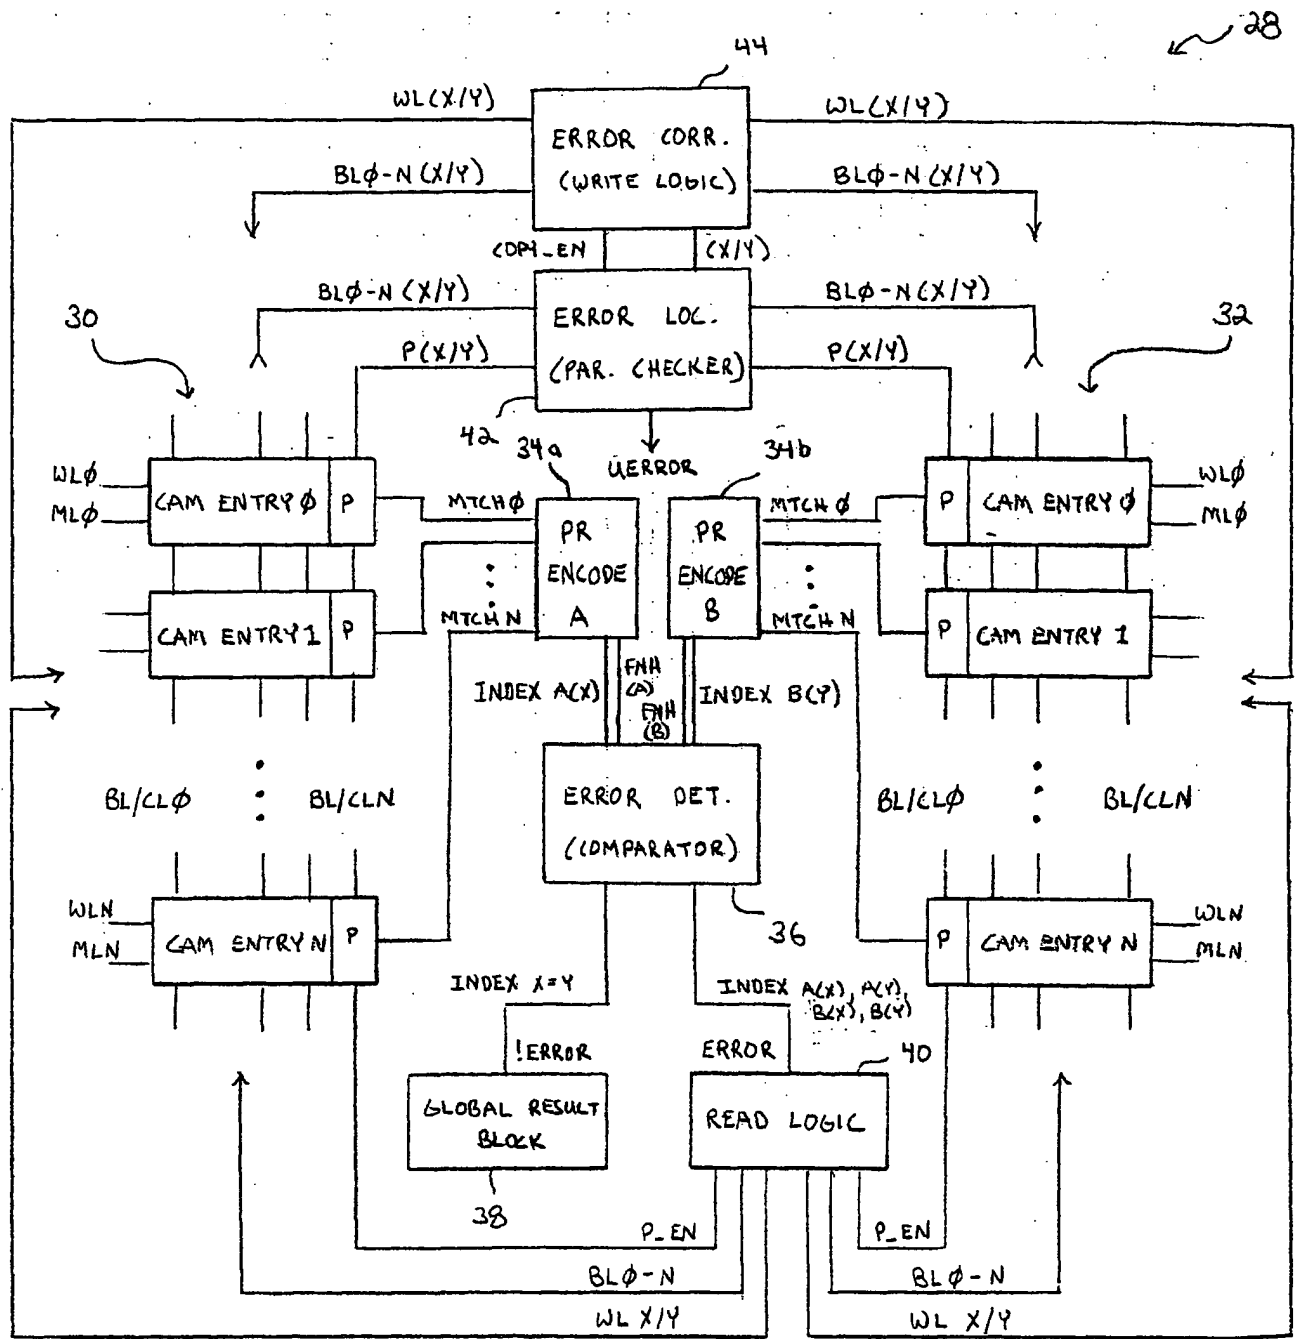 28
44
WL(X/Y)
WL(X/Y)
ERROR CORR.
(WRITE LOGIC)
BLØ-N(X/Y)
BLØ-N(X/Y)
COPY_EN
(X/Y)
BLØ-N(X/Y)
BLØ-N(X/Y)
30
32
ERROR LOC.
(PAR. CHECKER)
P(X/Y)
P(X/Y)
42
34a
UERROR
34b
WLØ
MLØ
CAM ENTRY Ø
P
MTCHØ
PR
ENCODE
A
PR
ENCODE
B
MTCHØ
P
CAM ENTRY Ø
WLØ
MLØ
CAM ENTRY 1
P
MTCHN
MTCHN
P
CAM ENTRY 1
INDEX A(X)
FNH
(A)
FNH
(B)
INDEX B(Y)
BL/CLØ
BL/CLN
ERROR DET.
(COMPARATOR)
BL/CLØ
BL/CLN
36
WLN
MLN
CAM ENTRY N
P
P
CAM ENTRY N
WLN
MLN
INDEX X=Y
INDEX A(X), A(Y),
B(X), B(Y)
!ERROR
ERROR
40
GLOBAL RESULT
BLOCK
READ LOGIC
38
P_EN
P_EN
BLØ-N
BLØ-N
WL X/Y
WL X/Y